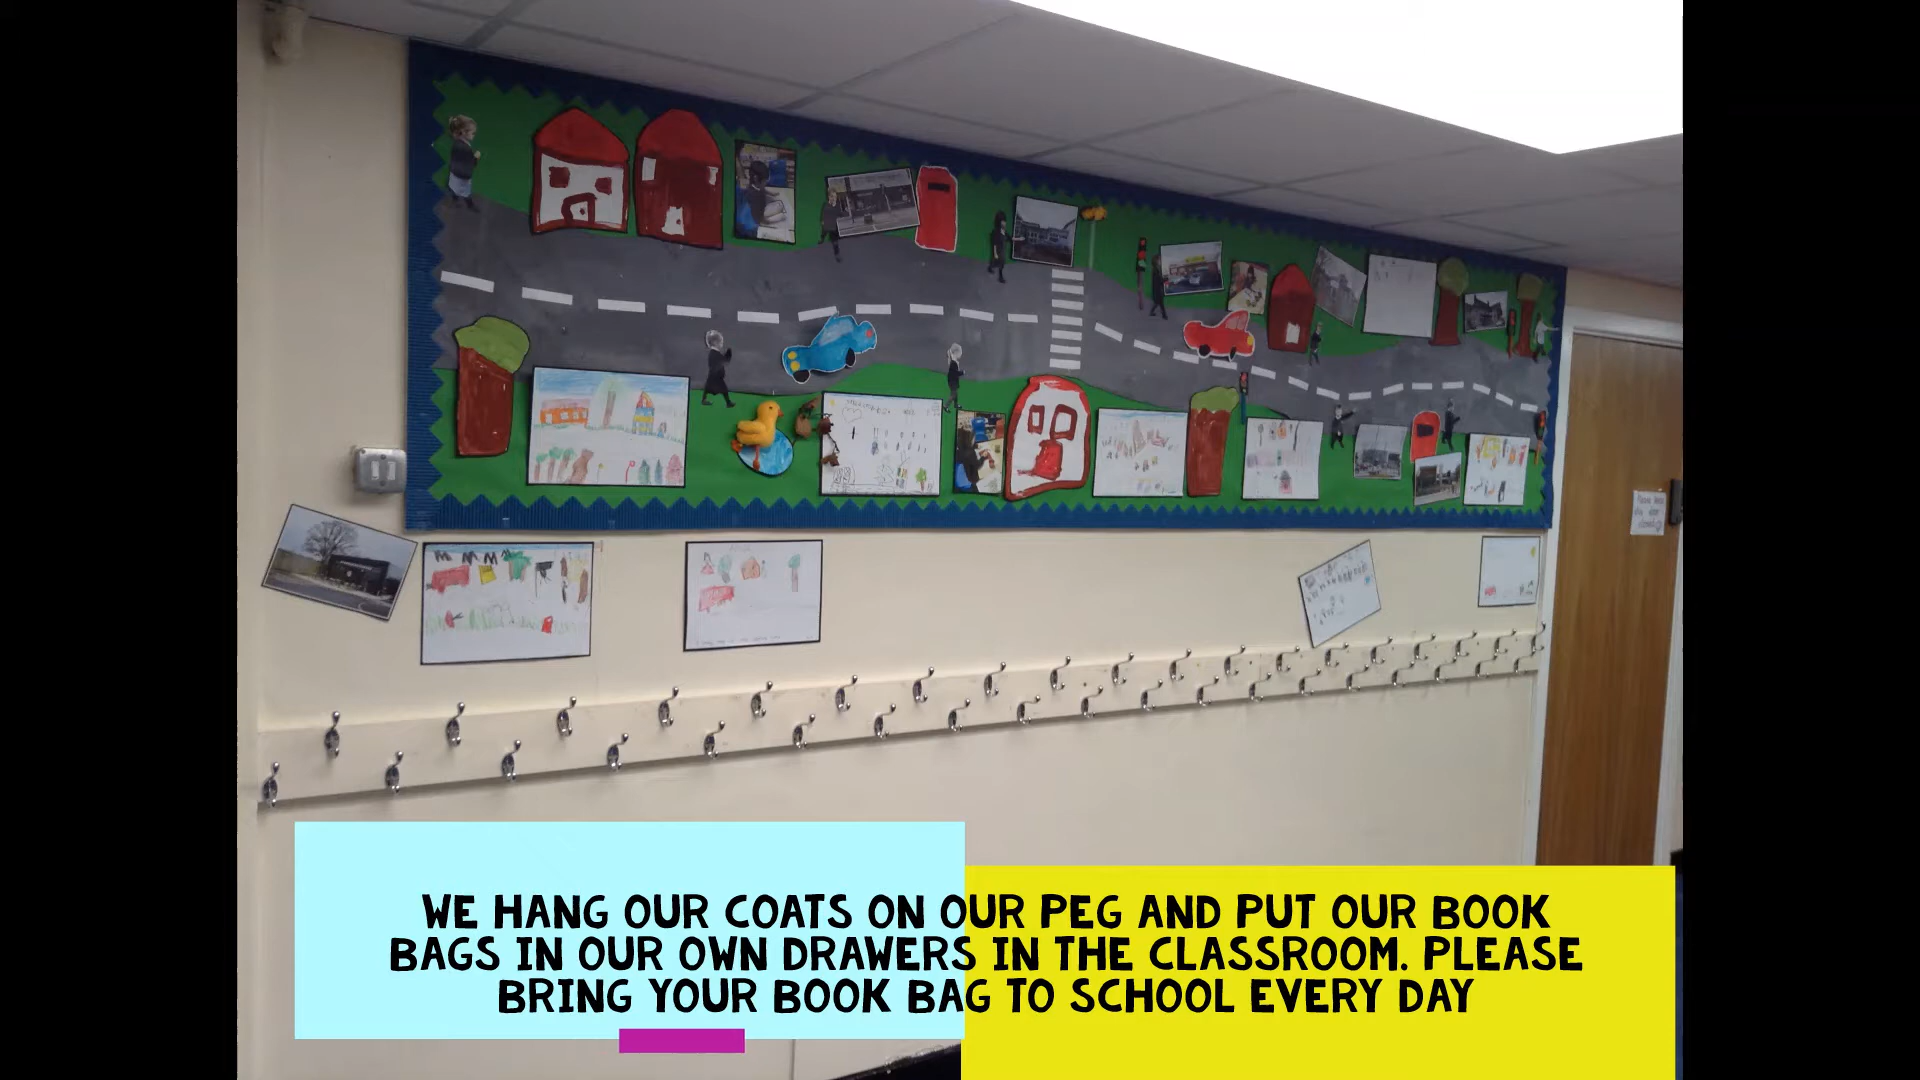 WE HANG OUR COATS ON OUR PEG AND PUT OUR BOOK
BAGS IN OUR OWN DRAWERS IN THE CLASSROOM. PLEASE
BRING YOUR BOOK BAG TO SCHOOL EVERY DAY